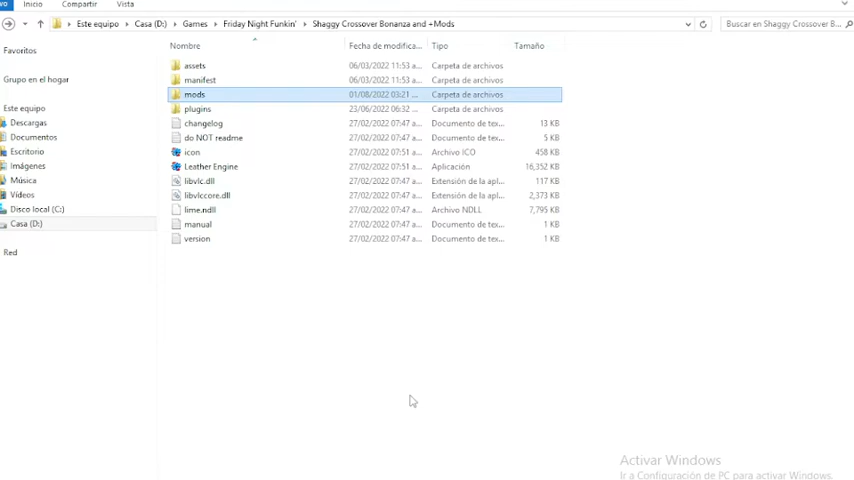 Inicio Compartir Vista
Este equipo Casa (D:) Games Friday Night Funkin' Shaggy Crossover Bonanza and +Mods Buscar en Shaggy Crossover B...
Nombre Fecha de modifica... Tipo Tamaño
Favoritos
Grupo en el hogar
Este equipo
Descargas
Documentos
Escritorio
Imágenes
Música
Vídeos
Disco local (C:)
Casa (D:)
Red
assets 06/03/2022 11:53 a... Carpeta de archivos
manifest 06/03/2022 11:53 a... Carpeta de archivos
mods 01/08/2022 03:21 ... Carpeta de archivos
plugins 23/06/2022 06:32 ... Carpeta de archivos
changelog 27/02/2022 07:47 a... Documento de tex... 13 KB
do NOT readme 27/02/2022 07:47 a... Documento de tex... 5 KB
icon 27/02/2022 07:51 a... Archivo ICO 458 KB
Leather Engine 27/02/2022 07:51 a... Aplicación 16,352 KB
libvlc.dll 27/02/2022 07:47 a... Extensión de la apl... 117 KB
libvlccore.dll 27/02/2022 07:47 a... Extensión de la apl... 2,373 KB
lime.ndll 27/02/2022 07:47 a... Archivo NDLL 7,795 KB
manual 27/02/2022 07:47 a... Documento de tex... 1 KB
version 27/02/2022 07:47 a... Documento de tex... 1 KB
Activar Windows
Ir a Configuración de PC para activar Windows.